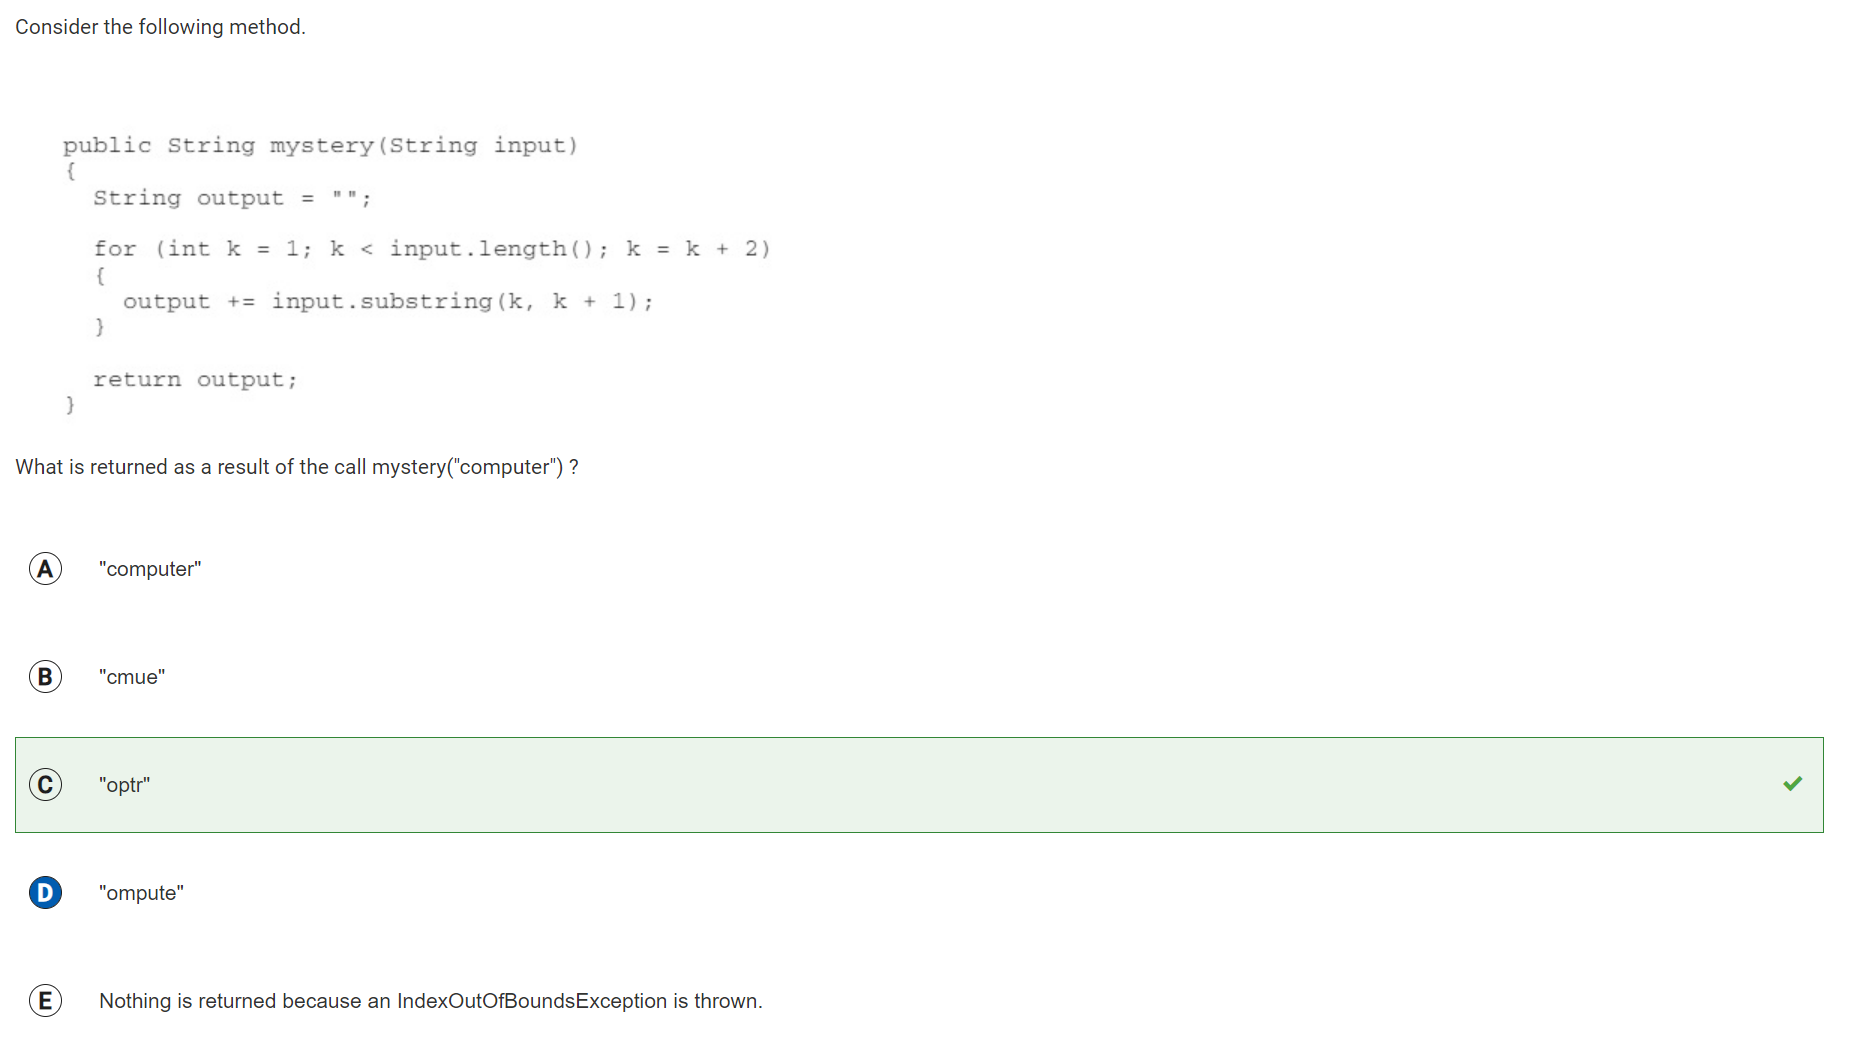 Consider the following method.
public String mystery(String input)
{
String output = "";
for (int k = 1; k < input.length(); k = k + 2)
{
output += input.substring(k, k + 1);
}
return output;
}
What is returned as a result of the call mystery("computer") ?
A "computer"
B "cmue"
C "optr"
D "ompute"
E Nothing is returned because an IndexOutOfBoundsException is thrown.